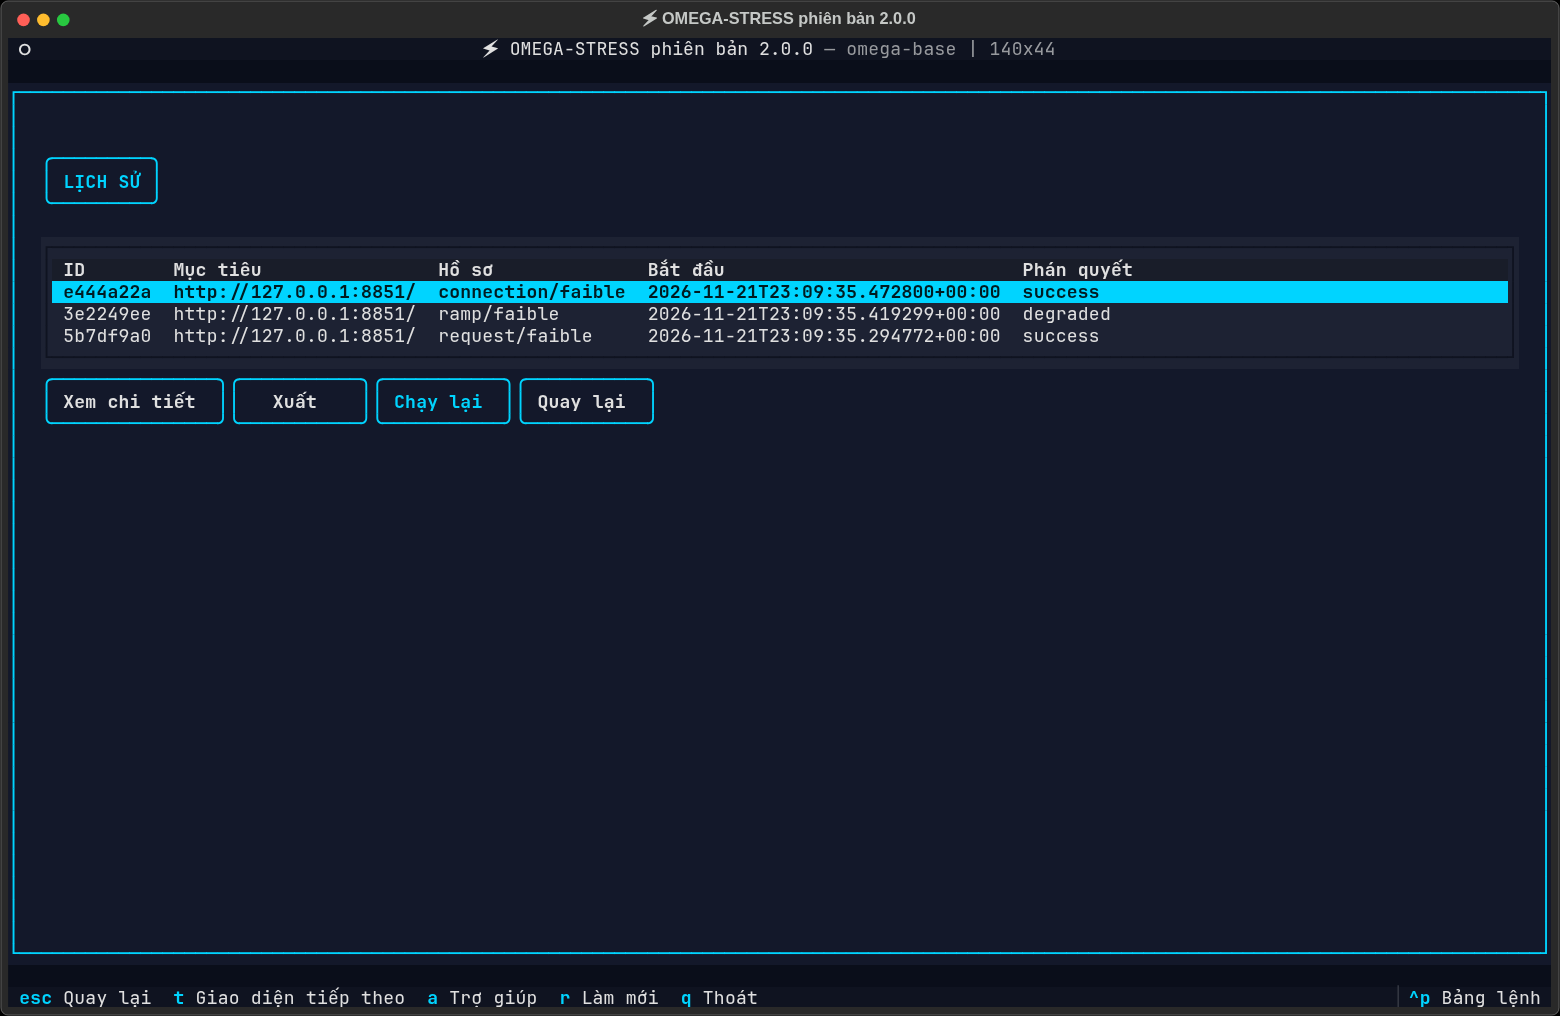 ⚡ OMEGA-STRESS phiên bản 2.0.0
⚡ OMEGA-STRESS phiên bản 2.0.0 — omega-base | 140x44
LỊCH SỬ
ID Mục tiêu Hồ sơ Bắt đầu Phán quyết
e444a22a http://127.0.0.1:8851/ connection/faible 2026-11-21T23:09:35.472800+00:00 success
3e2249ee http://127.0.0.1:8851/ ramp/faible 2026-11-21T23:09:35.419299+00:00 degraded
5b7df9a0 http://127.0.0.1:8851/ request/faible 2026-11-21T23:09:35.294772+00:00 success
Xem chi tiết Xuất Chạy lại Quay lại
esc Quay lại t Giao diện tiếp theo a Trợ giúp r Làm mới q Thoát ^p Bảng lệnh